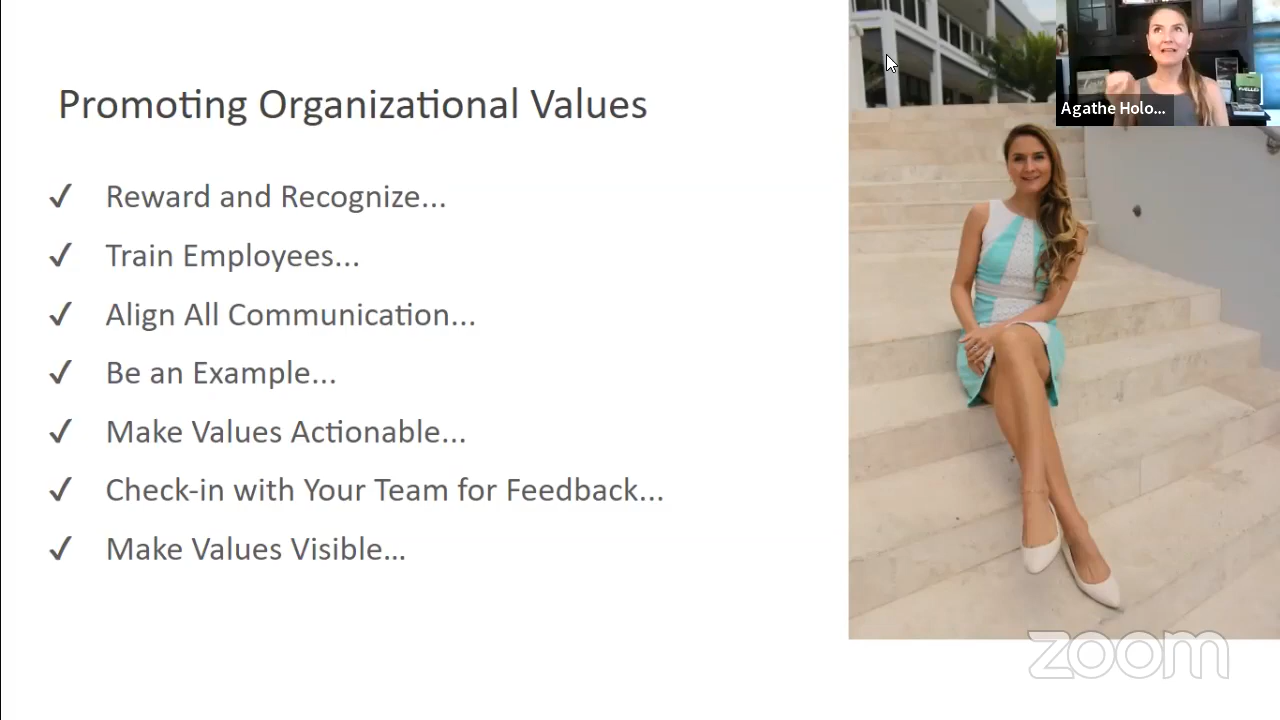 Promoting Organizational Values
✓ Reward and Recognize...
✓ Train Employees...
✓ Align All Communication...
✓ Be an Example...
✓ Make Values Actionable...
✓ Check-in with Your Team for Feedback...
✓ Make Values Visible...
Agathe Holo...
zoom